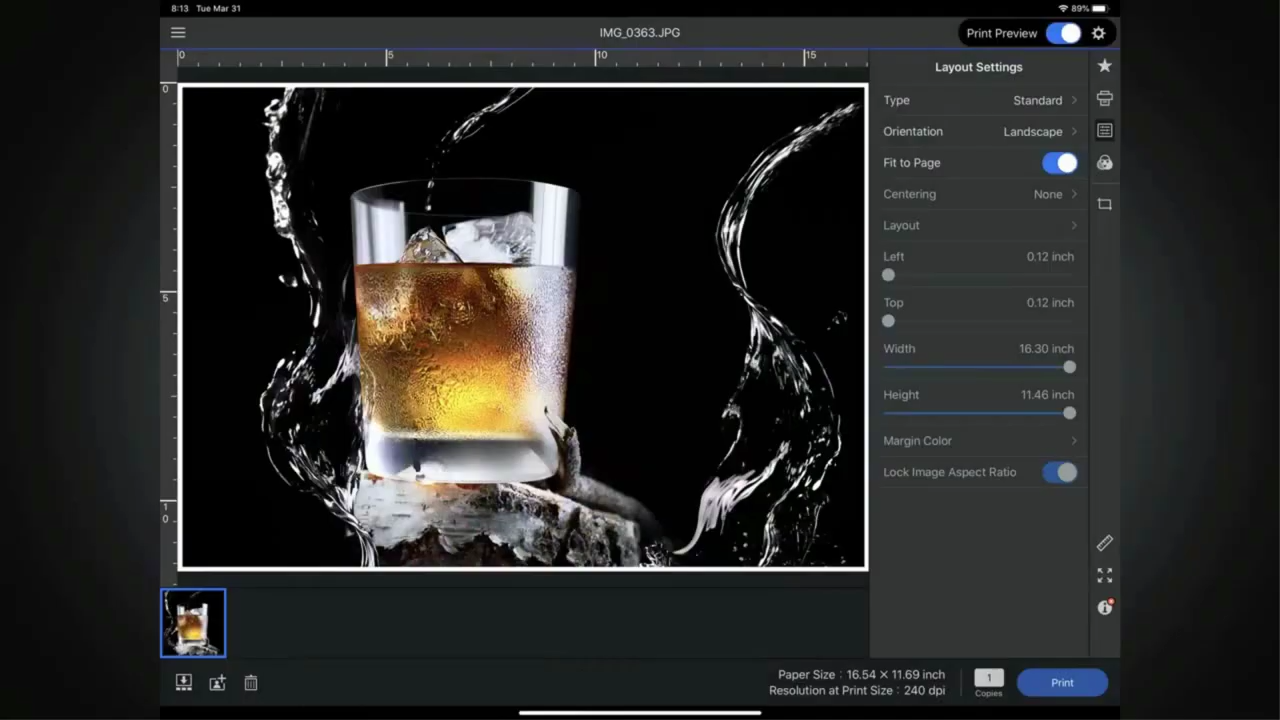 8:13 Tue Mar 31
89%
IMG_0363.JPG
Print Preview
0 5 10 15
0
5
10
Layout Settings
Type Standard
Orientation Landscape
Fit to Page
Centering None
Layout
Left 0.12 inch
Top 0.12 inch
Width 16.30 inch
Height 11.46 inch
Margin Color
Lock Image Aspect Ratio
Paper Size : 16.54 × 11.69 inch
Resolution at Print Size : 240 dpi
1
Copies
Print